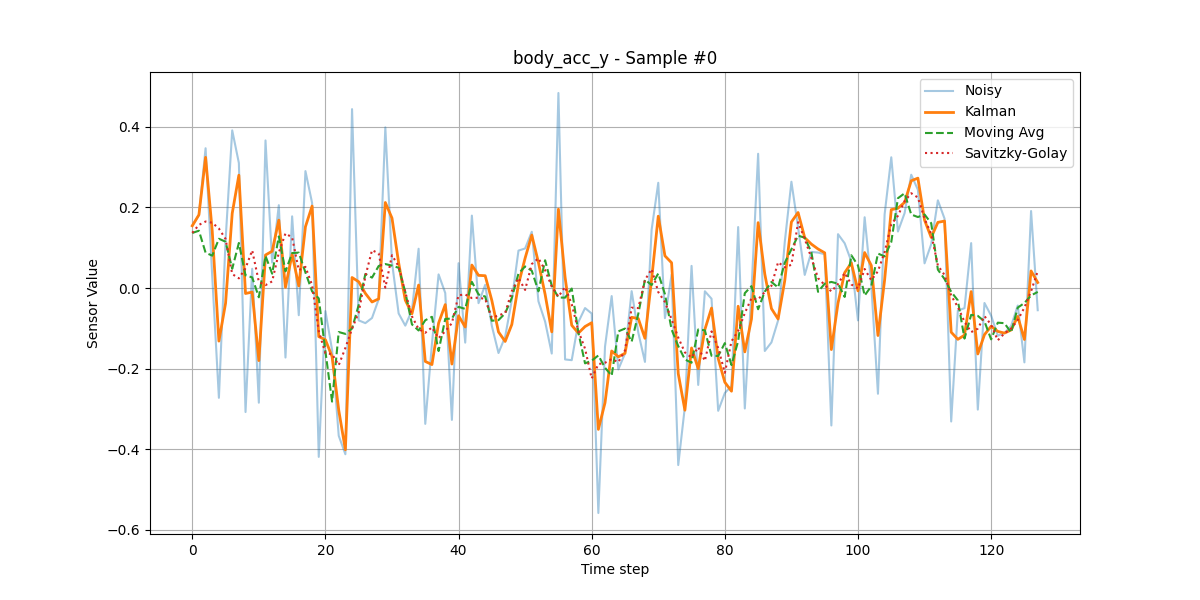 body_acc_y - Sample #0
Noisy
Kalman
Moving Avg
Savitzky-Golay
Sensor Value
0.4
0.2
0.0
−0.2
−0.4
−0.6
0 20 40 60 80 100 120
Time step